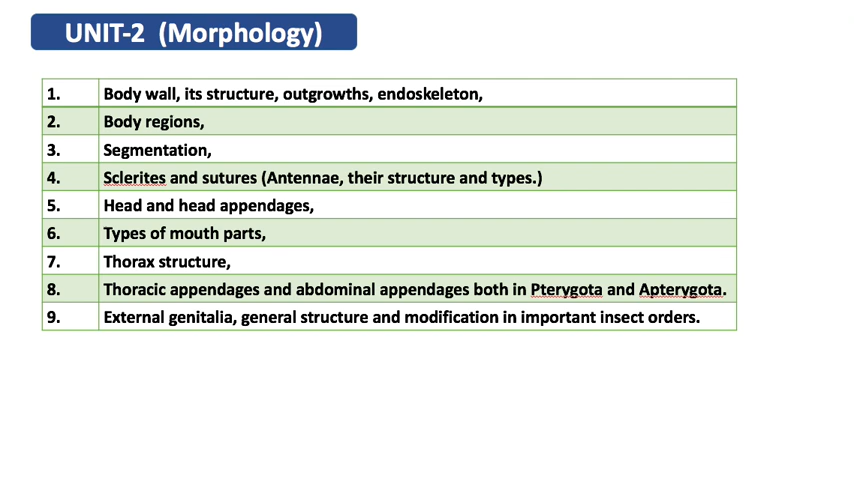 UNIT-2 (Morphology)
1. Body wall, its structure, outgrowths, endoskeleton,
2. Body regions,
3. Segmentation,
4. Sclerites and sutures (Antennae, their structure and types.)
5. Head and head appendages,
6. Types of mouth parts,
7. Thorax structure,
8. Thoracic appendages and abdominal appendages both in Pterygota and Apterygota.
9. External genitalia, general structure and modification in important insect orders.